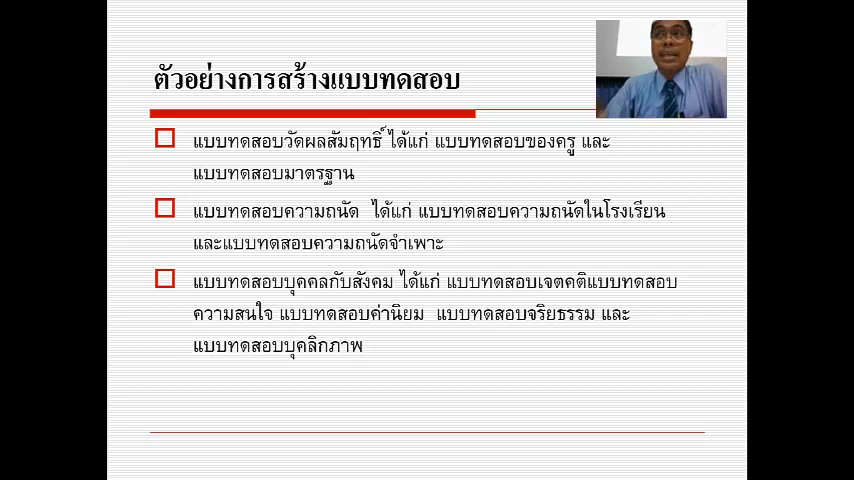 ตัวอย่างการสร้างแบบทดสอบ
แบบทดสอบวัดผลสัมฤทธิ์ ได้แก่ แบบทดสอบของครู และ
แบบทดสอบมาตรฐาน
แบบทดสอบความถนัด ได้แก่ แบบทดสอบความถนัดในโรงเรียน
และแบบทดสอบความถนัดจำเพาะ
แบบทดสอบบุคคลกับสังคม ได้แก่ แบบทดสอบเจตคติแบบทดสอบ
ความสนใจ แบบทดสอบค่านิยม แบบทดสอบจริยธรรม และ
แบบทดสอบบุคลิกภาพ